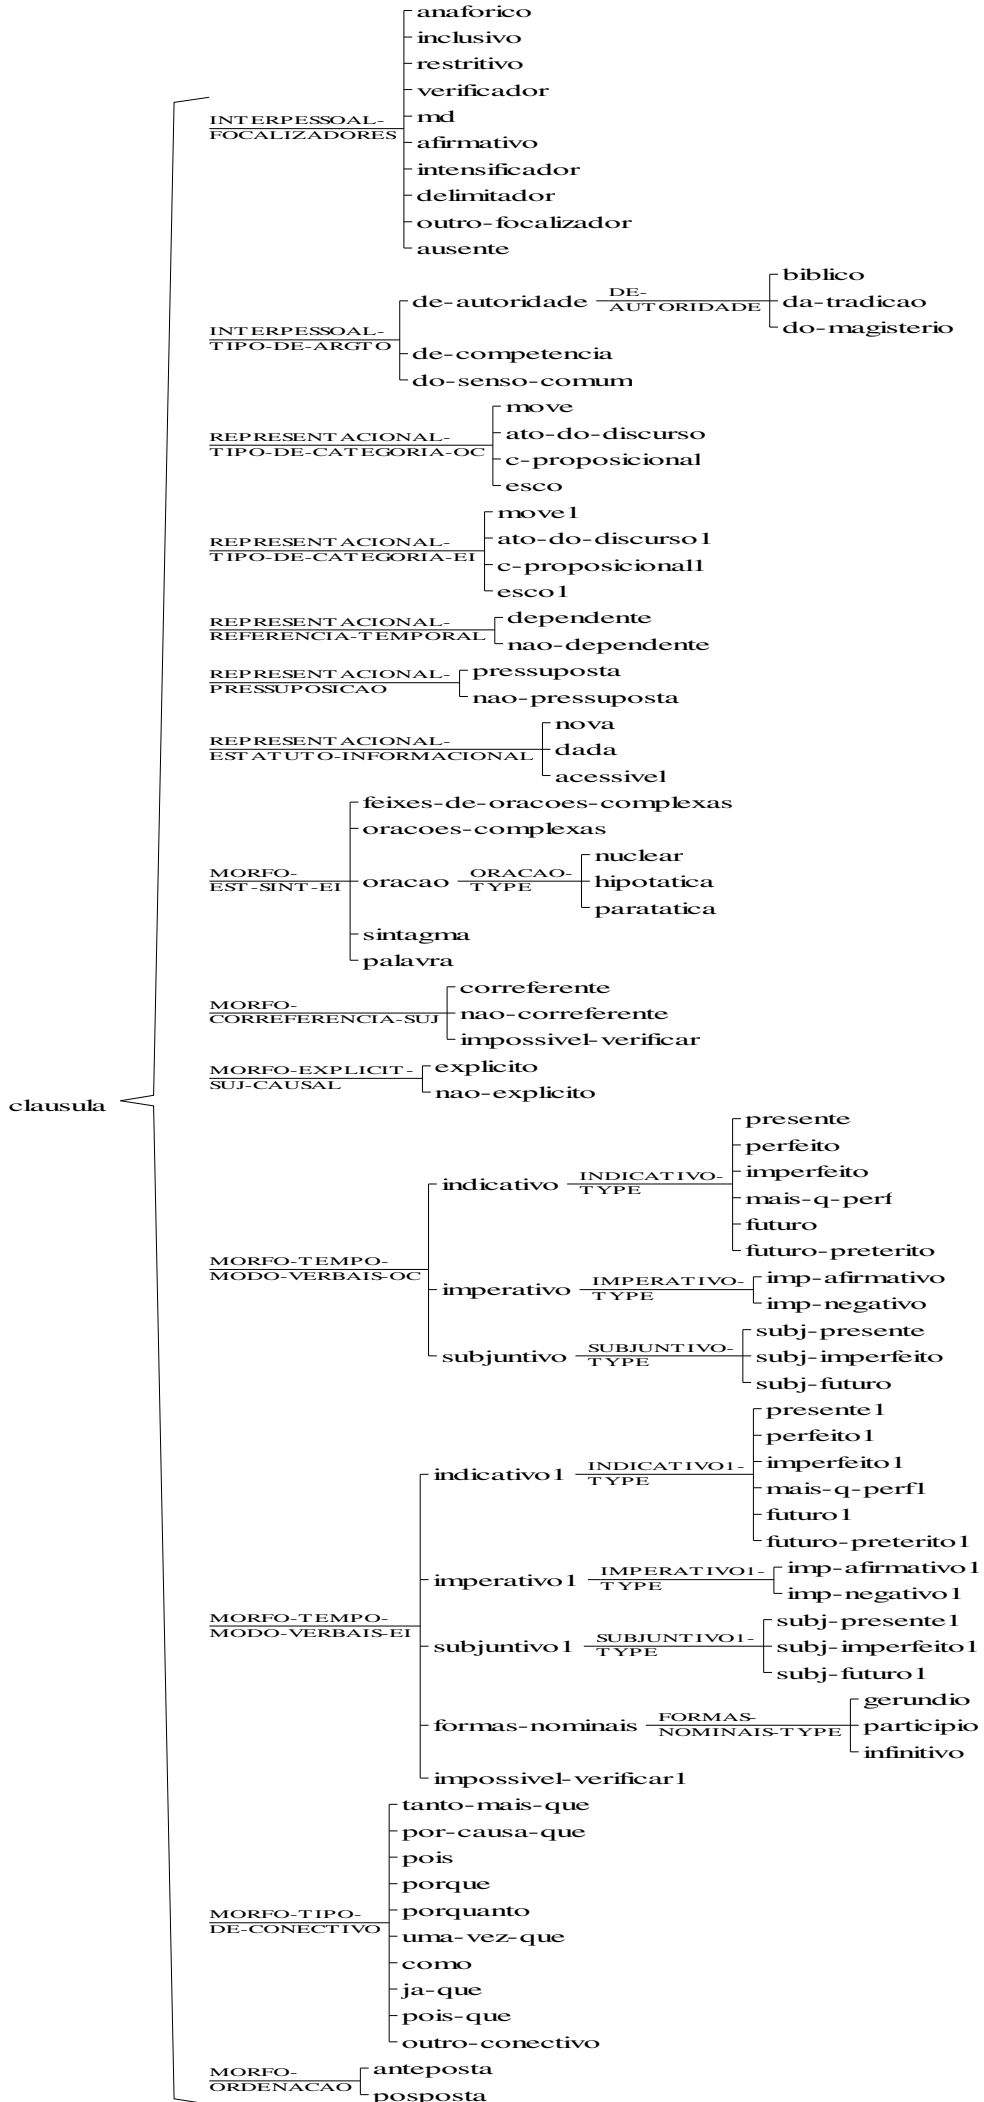 anaforico
inclusivo
restritivo
verificador
md
INTERPESSOAL-
FOCALIZADORES
afirmativo
intensificador
delimitador
outro-focalizador
ausente
INTERPESSOAL-
TIPO-DE-ARGTO
de-autoridade
DE-
AUTORIDADE
biblico
da-tradicao
do-magisterio
de-competencia
do-senso-comum
REPRESENTACIONAL-
TIPO-DE-CATEGORIA-OC
move
ato-do-discurso
c-proposicional
esco
REPRESENTACIONAL-
TIPO-DE-CATEGORIA-EI
move1
ato-do-discurso1
c-proposicional1
esco1
REPRESENTACIONAL-
REFERENCIA-TEMPORAL
dependente
nao-dependente
REPRESENTACIONAL-
PRESSUPOSICAO
pressuposta
nao-pressuposta
REPRESENTACIONAL-
ESTATUTO-INFORMACIONAL
nova
dada
acessivel
MORFO-
EST-SINT-EI
feixes-de-oracoes-complexas
oracoes-complexas
oracao
ORACAO-
TYPE
nuclear
hipotatica
paratatica
sintagma
palavra
MORFO-
CORREFERENCIA-SUJ
correferente
nao-correferente
impossivel-verificar
MORFO-EXPLICIT-
SUJ-CAUSAL
explicito
nao-explicito
clausula
MORFO-TEMPO-
MODO-VERBAIS-OC
indicativo
INDICATIVO-
TYPE
presente
perfeito
imperfeito
mais-q-perf
futuro
futuro-preterito
imperativo
IMPERATIVO-
TYPE
imp-afirmativo
imp-negativo
subjuntivo
SUBJUNTIVO-
TYPE
subj-presente
subj-imperfeito
subj-futuro
MORFO-TEMPO-
MODO-VERBAIS-EI
indicativo1
INDICATIVO1-
TYPE
presente1
perfeito1
imperfeito1
mais-q-perf1
futuro1
futuro-preterito1
imperativo1
IMPERATIVO1-
TYPE
imp-afirmativo1
imp-negativo1
subjuntivo1
SUBJUNTIVO1-
TYPE
subj-presente1
subj-imperfeito1
subj-futuro1
formas-nominais
FORMAS-
NOMINAIS-TYPE
gerundio
participio
infinitivo
impossivel-verificar1
MORFO-TIPO-
DE-CONECTIVO
tanto-mais-que
por-causa-que
pois
porque
porquanto
uma-vez-que
como
ja-que
pois-que
outro-conectivo
MORFO-
ORDENACAO
anteposta
posposta